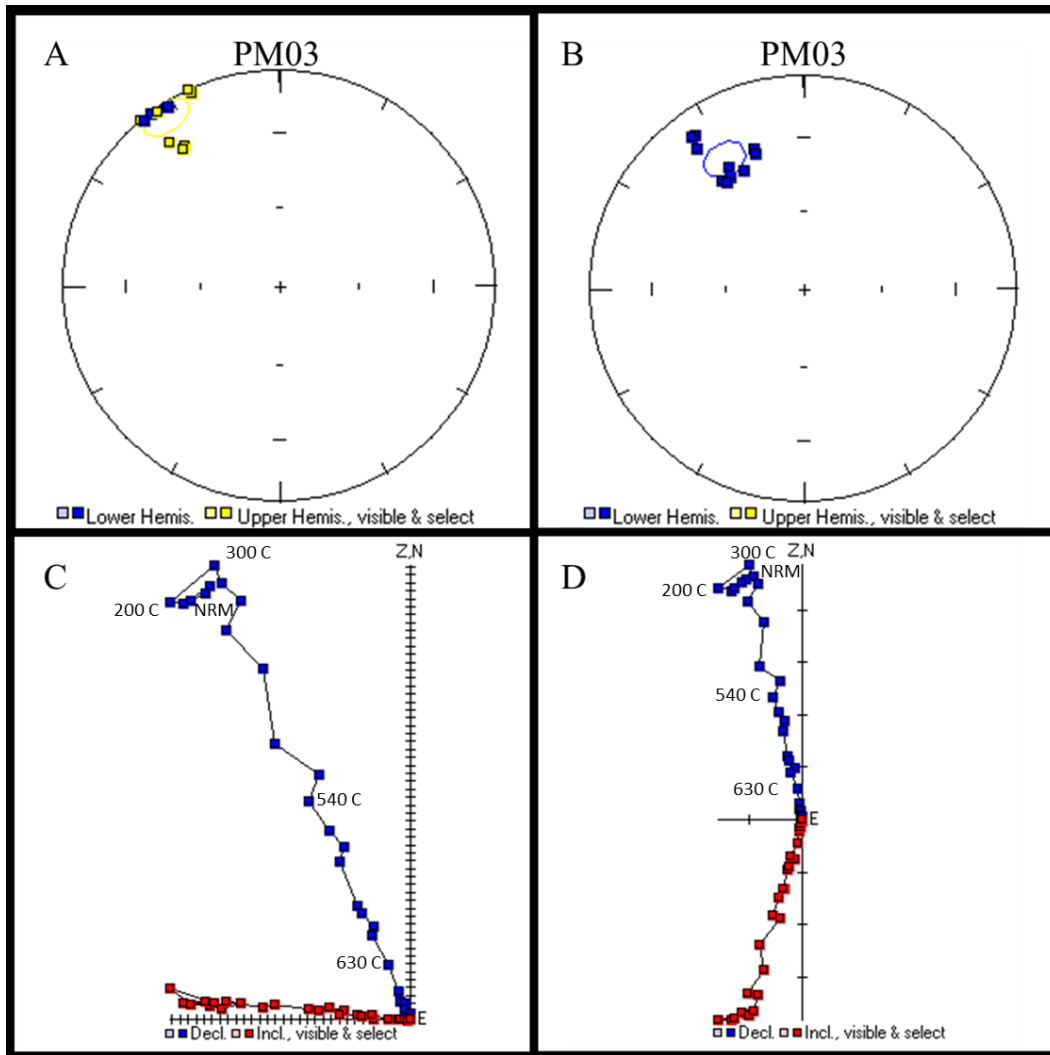 A
PM03
Lower Hemis. Upper Hemis., visible & select
B
PM03
Lower Hemis. Upper Hemis., visible & select
C
300 C
Z,N
200 C
NRM
540 C
630 C
E
Decl. Incl., visible & select
D
300 C
Z,N
NRM
200 C
540 C
630 C
E
Decl. Incl., visible & select